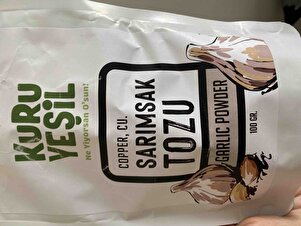 KURU
YEŞİL
Ne Yiyorsan O'sun!
COPPER, CU.
SARIMSAK
TOZU
GARLIC POWDER
100 GR.